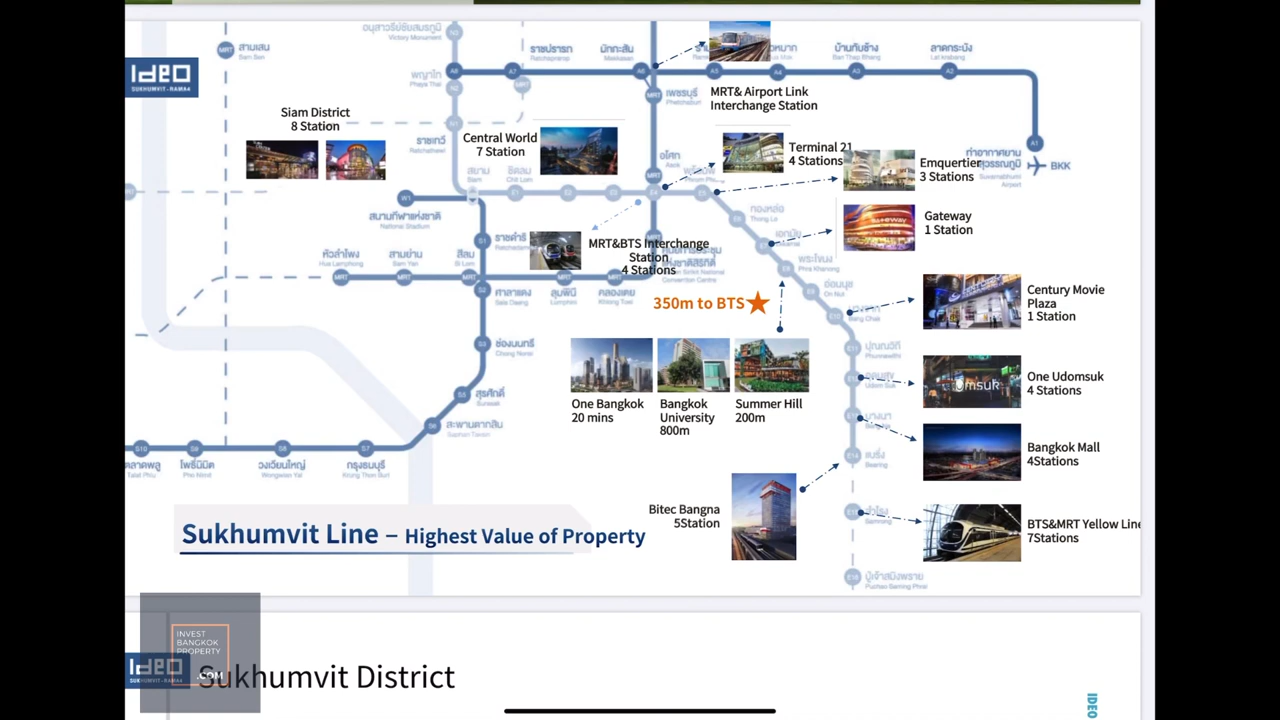 อนุสาวรีย์ชัยสมรภูมิ
Victory Monument
สามเสน
Sam Sen
ราชปรารภ
Ratchaprarop
มักกะสัน
Makkasan
บ้านทับช้าง
Ban Thap Chang
ลาดกระบัง
Lat Krabang
Ideo
SUKHUMVIT-RAMA4
พญาไท
Phaya Thai
เพชรบุรี
Phetchaburi
MRT& Airport Link
Interchange Station
Siam District
8 Station
ราชเทวี
Ratchathewi
Central World
7 Station
อโศก
Asok
Terminal 21
4 Stations
Emquertier
3 Stations
ท่าอากาศยาน
สุวรรณภูมิ
Suvarnabhumi
Airport
BKK
สยาม
Siam
ชิดลม
Chit Lom
สนามกีฬาแห่งชาติ
National Stadium
ทองหล่อ
Thong Lo
Gateway
1 Station
ราชดำริ
Ratchadamri
MRT&BTS Interchange
Station
4 Stations
เอกมัย
หัวลำโพง
Hua Lamphong
สามย่าน
Sam Yan
สีลม
Si Lom
พระโขนง
Phra Khanong
ศาลาแดง
Sala Daeng
ลุมพินี
Lumphini
คลองเตย
Khlong Toei
350m to BTS
อ่อนนุช
On Nut
Bang Chak
Century Movie
Plaza
1 Station
ช่องนนทรี
Chong Nonsi
ปุณณวิถี
Punnawithi
One Udomsuk
4 Stations
One Bangkok
20 mins
Bangkok
University
800m
Summer Hill
200m
สุรศักดิ์
Surasak
สะพานตากสิน
Saphan Taksin
บางนา
Bangkok Mall
4Stations
ตลาดพลู
Talat Phlu
โพธิ์นิมิต
Pho Nimit
วงเวียนใหญ่
Wongwian Yai
กรุงธนบุรี
Krung Thon Buri
แบริ่ง
Bearing
Bitec Bangna
5Station
สำโรง
Samrong
BTS&MRT Yellow Line
7Stations
Sukhumvit Line – Highest Value of Property
ปู่เจ้าสมิงพราย
Puchao Saming Phrai
INVEST
BANGKOK
PROPERTY
.COM
Ideo
SUKHUMVIT-RAMA4
Sukhumvit District
IDEO